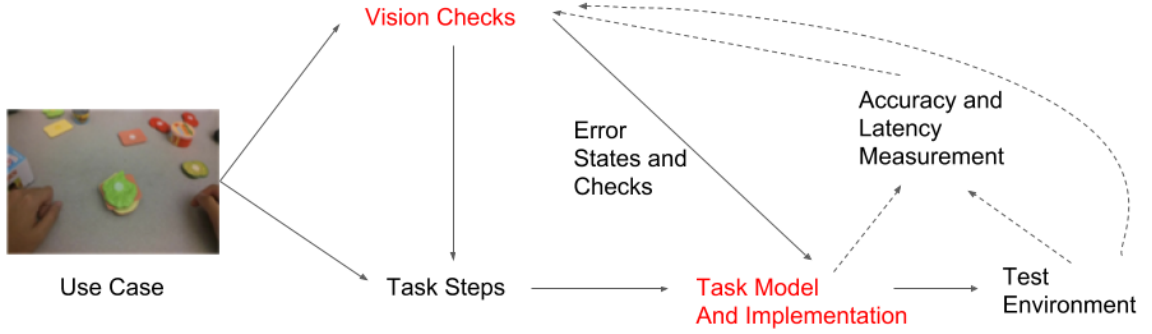 Vision Checks
Accuracy and
Latency
Measurement
Error
States and
Checks
Use Case
Task Steps
Task Model
And Implementation
Test
Environment